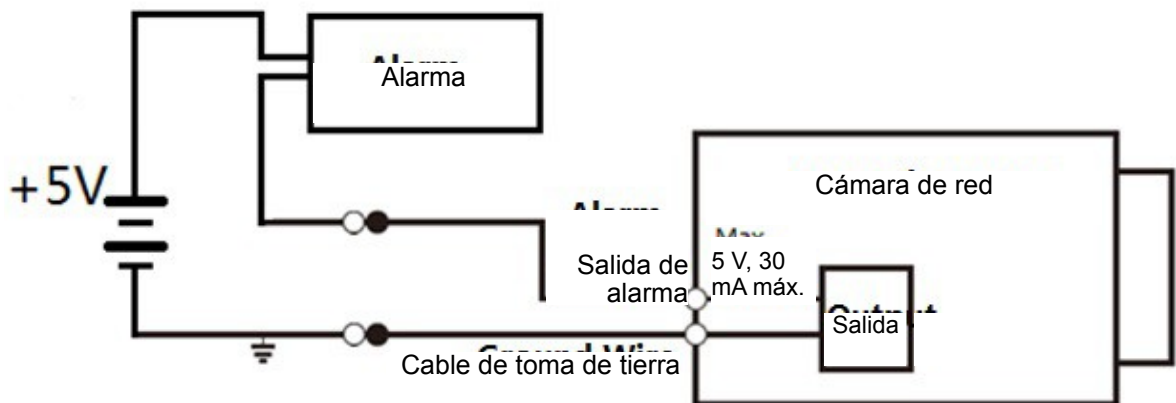 Alarma
+5V
Cámara de red
Salida de
alarma
5 V, 30
mA máx.
Salida
Cable de toma de tierra